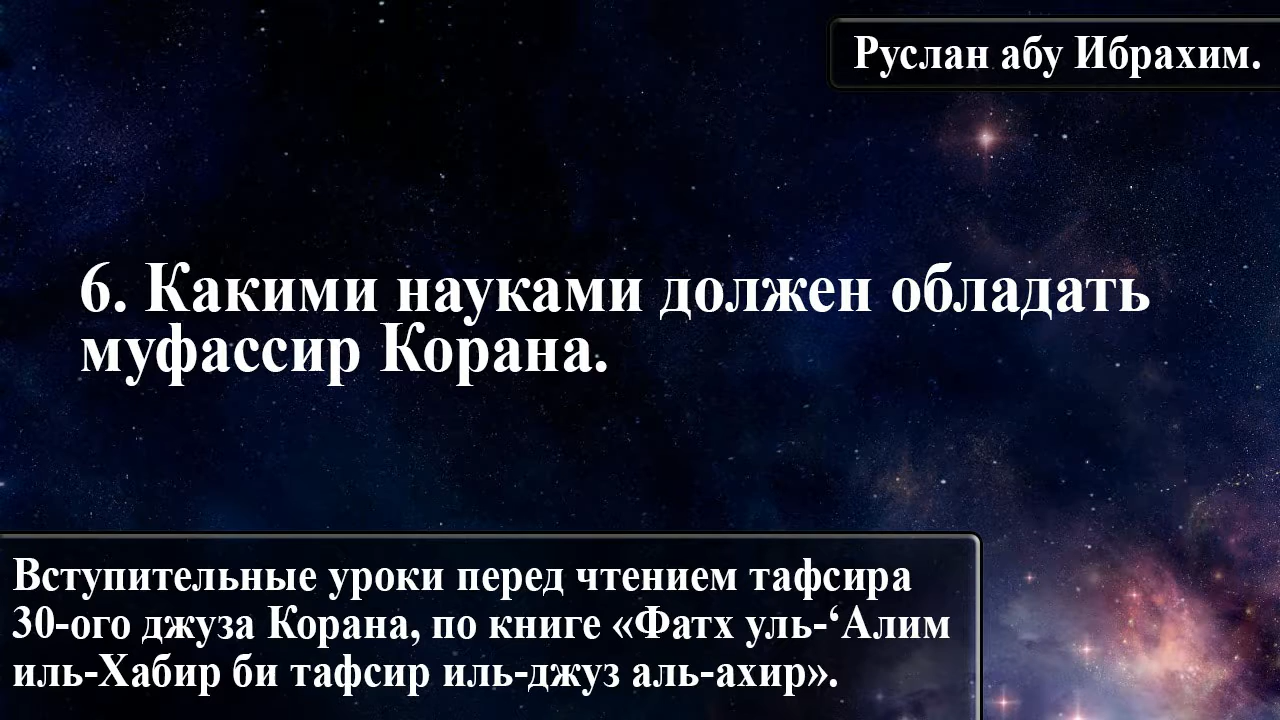 Руслан абу Ибрахим.
6. Какими науками должен обладать
муфассир Корана.
Вступительные уроки перед чтением тафсира
30-ого джуза Корана, по книге «Фатх уль-‘Алим
иль-Хабир би тафсир иль-джуз аль-ахир».